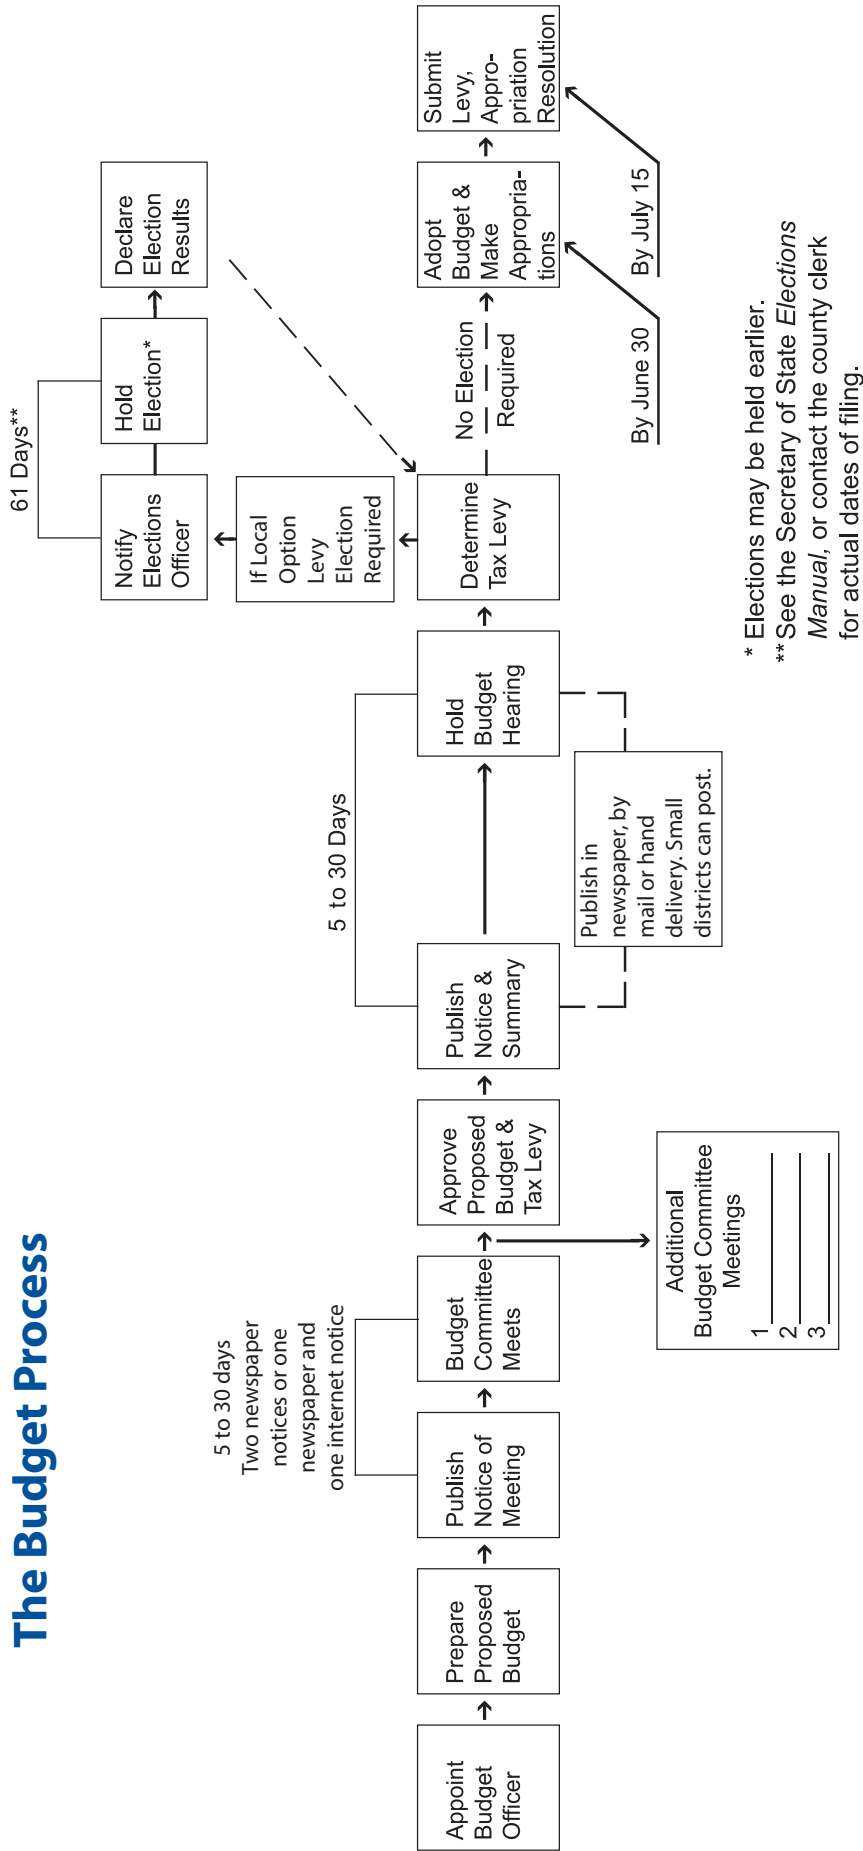 The Budget Process
Appoint
Budget
Officer
Prepare
Proposed
Budget
Publish
Notice of
Meeting
5 to 30 days
Two newspaper
notices or one
newspaper and
one internet notice
Budget
Committee
Meets
Additional
Budget Committee
Meetings
1
2
3
Approve
Proposed
Budget &
Tax Levy
Publish
Notice &
Summary
5 to 30 Days
Publish in
newspaper, by
mail or hand
delivery. Small
districts can post.
Hold
Budget
Hearing
Determine
Tax Levy
If Local
Option
Levy
Election
Required
Notify
Elections
Officer
61 Days**
Hold
Election*
Declare
Election
Results
No Election
Required
Adopt
Budget &
Make
Appropria-
tions
By June 30
Submit
Levy,
Appro-
priation
Resolution
By July 15
* Elections may be held earlier.
** See the Secretary of State Elections
Manual, or contact the county clerk
for actual dates of filing.